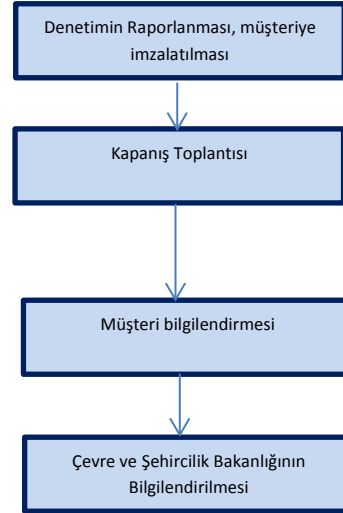 Denetimin Raporlanması, müşteriye
imzalatılması
Kapanış Toplantısı
Müşteri bilgilendirmesi
Çevre ve Şehircilik Bakanlığının
Bilgilendirilmesi